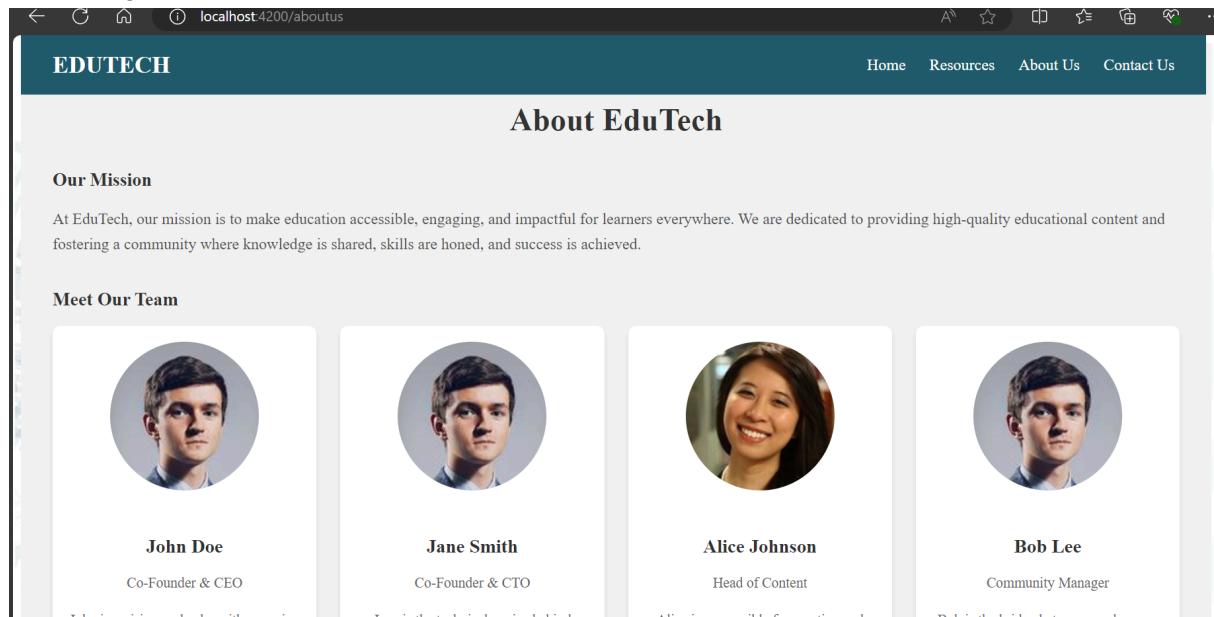 localhost:4200/aboutus
EDUTECH
Home Resources About Us Contact Us
About EduTech
Our Mission
At EduTech, our mission is to make education accessible, engaging, and impactful for learners everywhere. We are dedicated to providing high-quality educational content and
fostering a community where knowledge is shared, skills are honed, and success is achieved.
Meet Our Team
John Doe
Co-Founder & CEO
Jane Smith
Co-Founder & CTO
Alice Johnson
Head of Content
Bob Lee
Community Manager